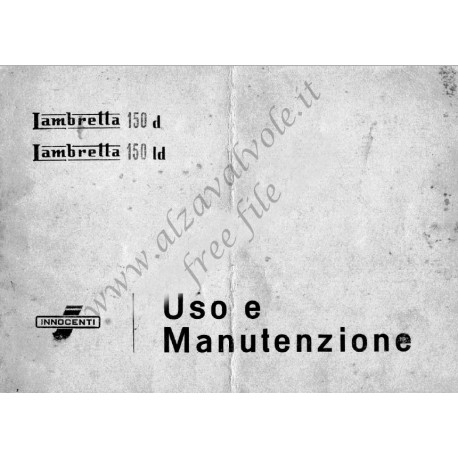 Lambretta 150 d
Lambretta 150 ld
www.alzavalvole.it
free file
INNOCENTI
Uso e
Manutenzione